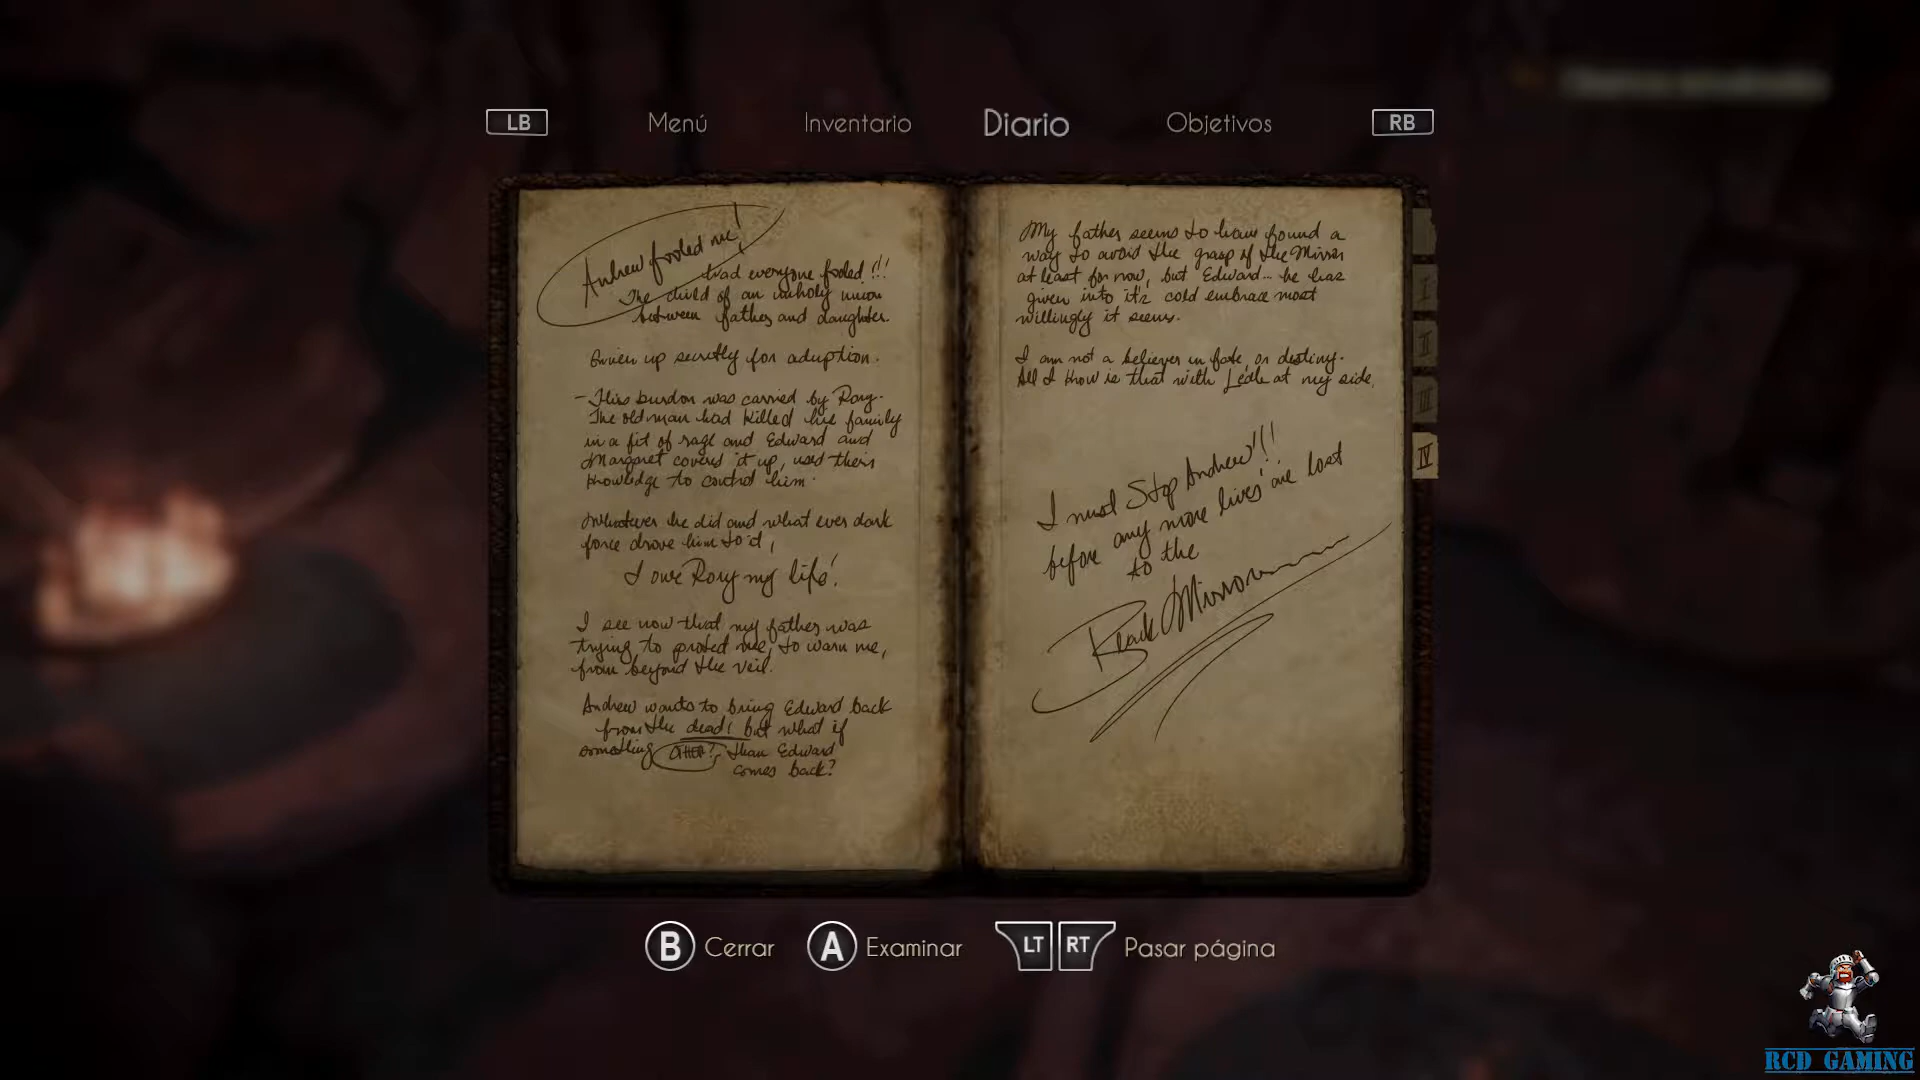 LB
Menú
Inventario
Diario
Objetivos
RB
Andrew fooled me!
had everyone fooled!!!
The child of an unholy union
between father and daughter.
Given up secretly for adoption.
- This burden was carried by Rory.
The old man had killed his family
in a fit of rage and Edward and
Margaret covered it up, used their
knowledge to control him.
Whatever he did and what ever dark
force drove him to it,
I owe Rory my life!
I see now that my father was
trying to protect me, to warn me,
from beyond the veil.
Andrew wants to bring Edward back
from the dead! but what if
something OTHER?, than Edward
comes back?
My father seems to have found a
way to avoid the grasp of the Mirror
at least for now, but Edward... he has
given into it's cold embrace most
willingly it seems.
I am not a believer in fate, or destiny.
All I know is that with Leah at my side,
I must Stop Andrew!!!
before any more lives are lost
to the
Black Mirror
I
II
III
IV
B Cerrar
A Examinar
LT RT Pasar página
RCD GAMING